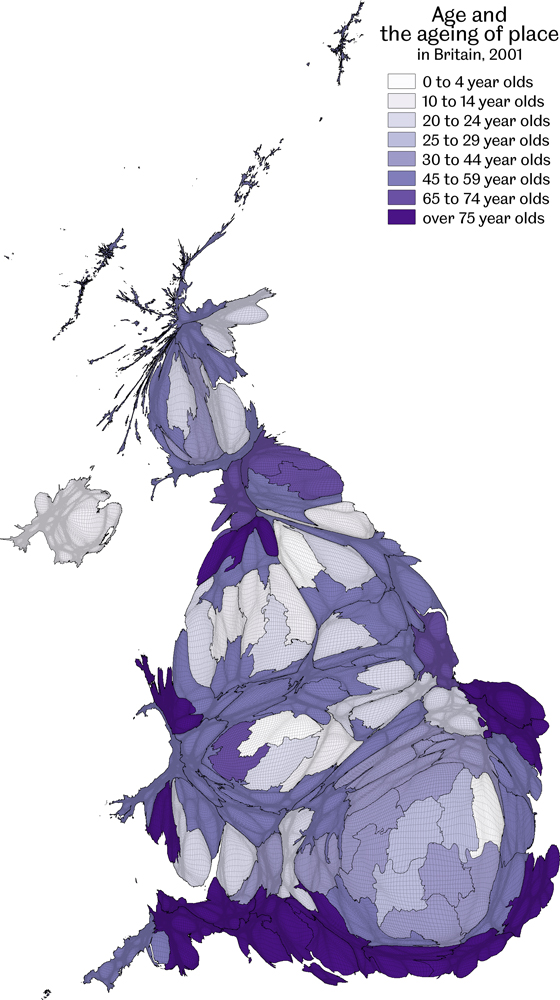 Age and
the ageing of place
in Britain, 2001
0 to 4 year olds
10 to 14 year olds
20 to 24 year olds
25 to 29 year olds
30 to 44 year olds
45 to 59 year olds
65 to 74 year olds
over 75 year olds